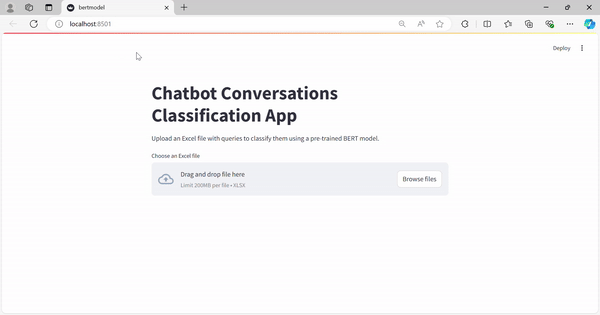 bertmodel
localhost:8501
Deploy
Chatbot Conversations
Classification App
Upload an Excel file with queries to classify them using a pre-trained BERT model.
Choose an Excel file
Drag and drop file here
Limit 200MB per file • XLSX
Browse files